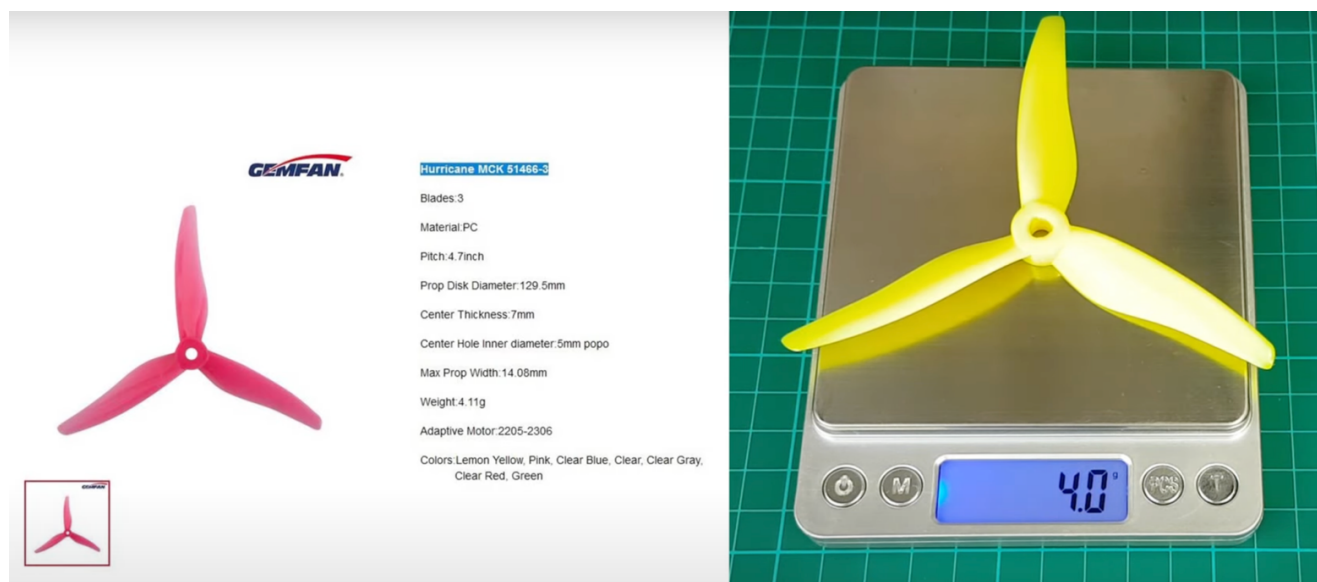 GEMFAN
Hurricane MCK 51466-3
Blades:3
Material:PC
Pitch:4.7inch
Prop Disk Diameter:129.5mm
Center Thickness:7mm
Center Hole Inner diameter:5mm popo
Max Prop Width:14.08mm
Weight:4.11g
Adaptive Motor:2205-2306
Colors:Lemon Yellow, Pink, Clear Blue, Clear, Clear Gray,
Clear Red, Green
GEMFAN
4.0 g
M PCS T